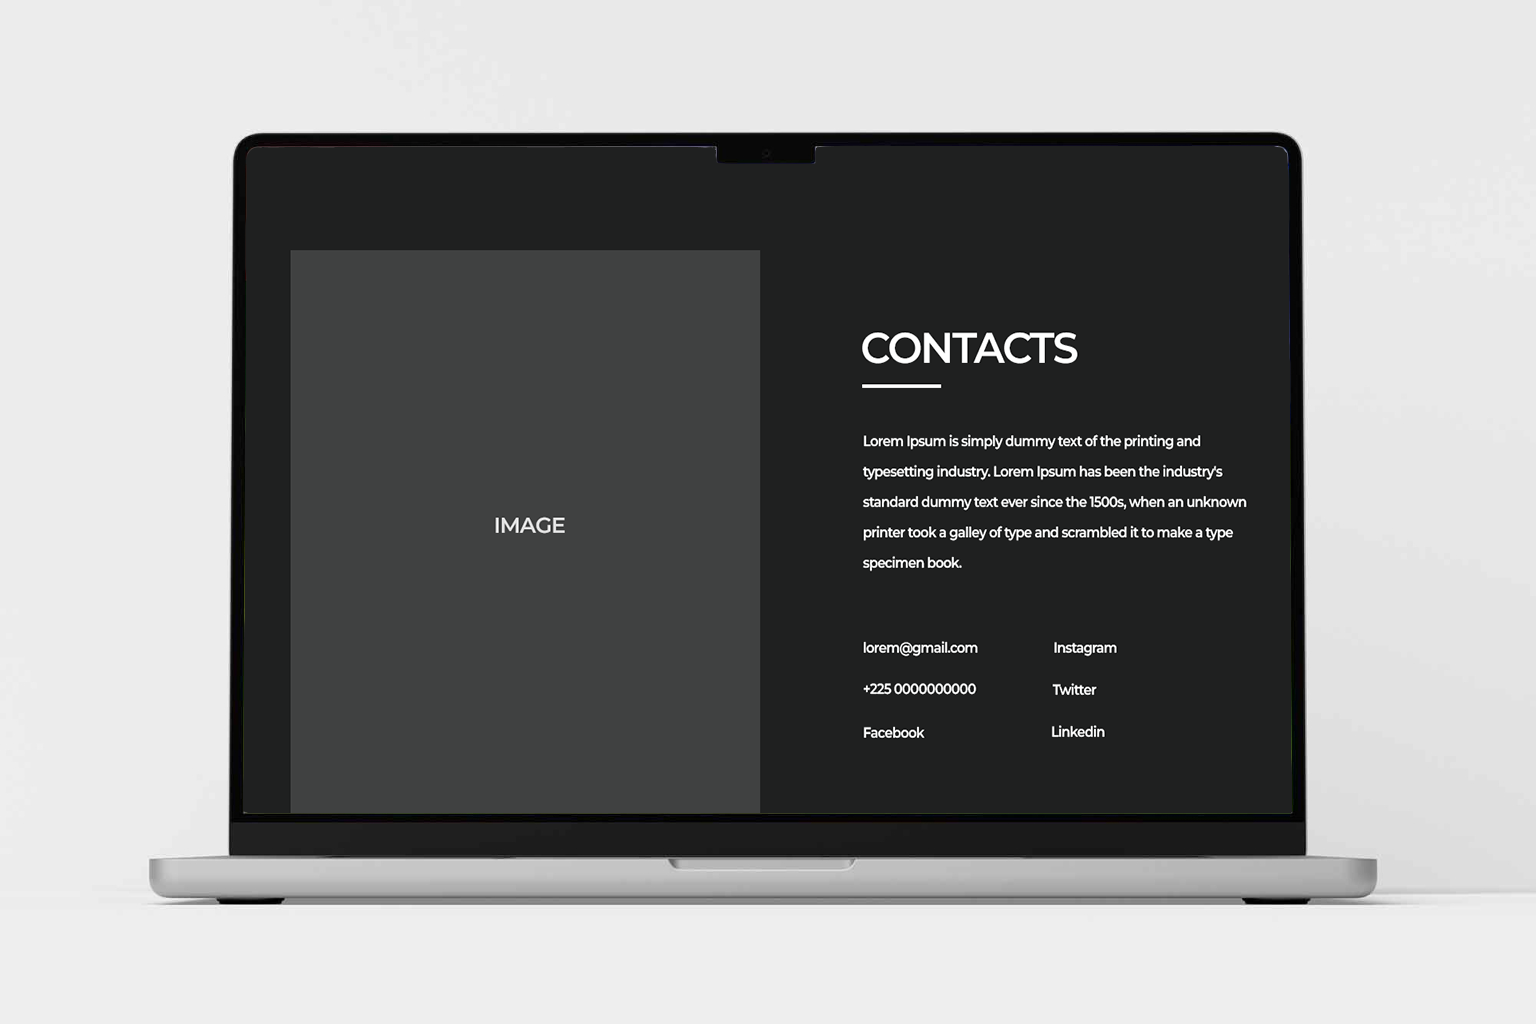 IMAGE
CONTACTS
Lorem Ipsum is simply dummy text of the printing and
typesetting industry. Lorem Ipsum has been the industry's
standard dummy text ever since the 1500s, when an unknown
printer took a galley of type and scrambled it to make a type
specimen book.
lorem@gmail.com
Instagram
+225 0000000000
Twitter
Facebook
Linkedin